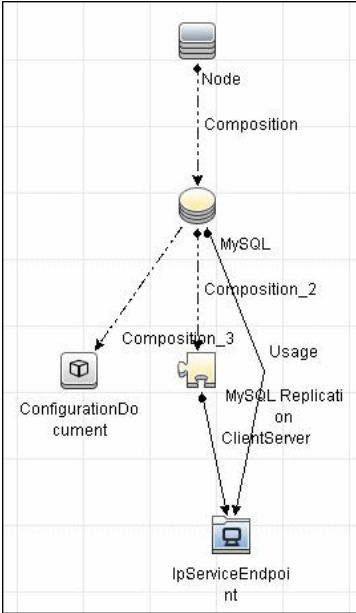 Node
Composition
MySQL
Composition_2
Composition_3
Usage
ConfigurationDo
cument
MySQL Replicati
on
ClientServer
IpServiceEndpoi
nt